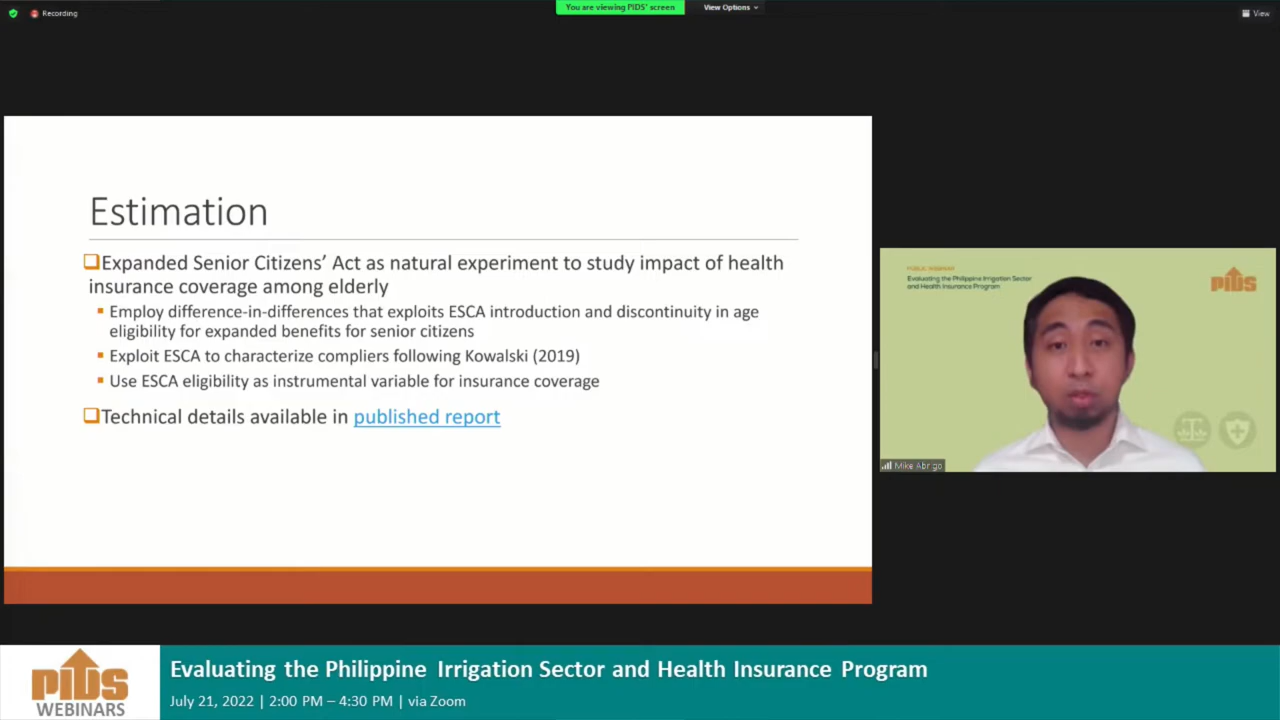 Recording
You are viewing PIDS' screen
View Options
View
Estimation
Expanded Senior Citizens' Act as natural experiment to study impact of health
insurance coverage among elderly
Employ difference-in-differences that exploits ESCA introduction and discontinuity in age
eligibility for expanded benefits for senior citizens
Exploit ESCA to characterize compliers following Kowalski (2019)
Use ESCA eligibility as instrumental variable for insurance coverage
Technical details available in published report
PUBLIC WEBINAR
Evaluating the Philippine Irrigation Sector
and Health Insurance Program
PIDS
Mike Abrigo
PIDS
WEBINARS
Evaluating the Philippine Irrigation Sector and Health Insurance Program
July 21, 2022 | 2:00 PM – 4:30 PM | via Zoom